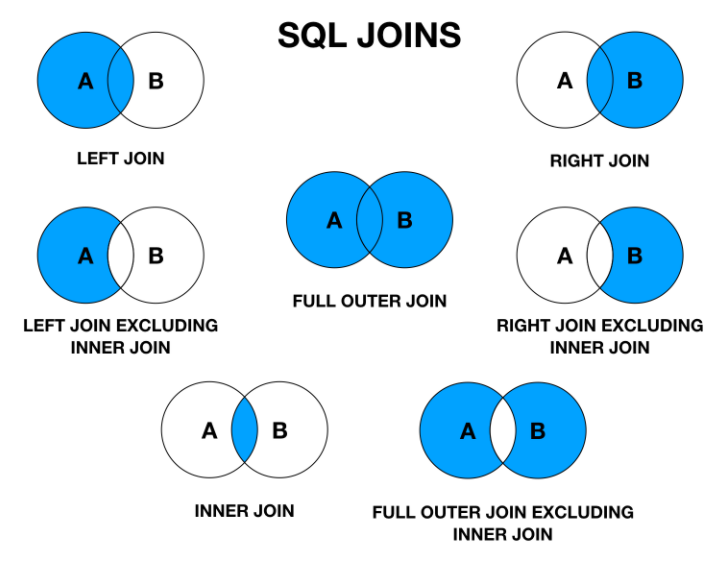 SQL JOINS
A B
LEFT JOIN
A B
RIGHT JOIN
A B
FULL OUTER JOIN
A B
LEFT JOIN EXCLUDING
INNER JOIN
A B
RIGHT JOIN EXCLUDING
INNER JOIN
A B
INNER JOIN
A B
FULL OUTER JOIN EXCLUDING
INNER JOIN